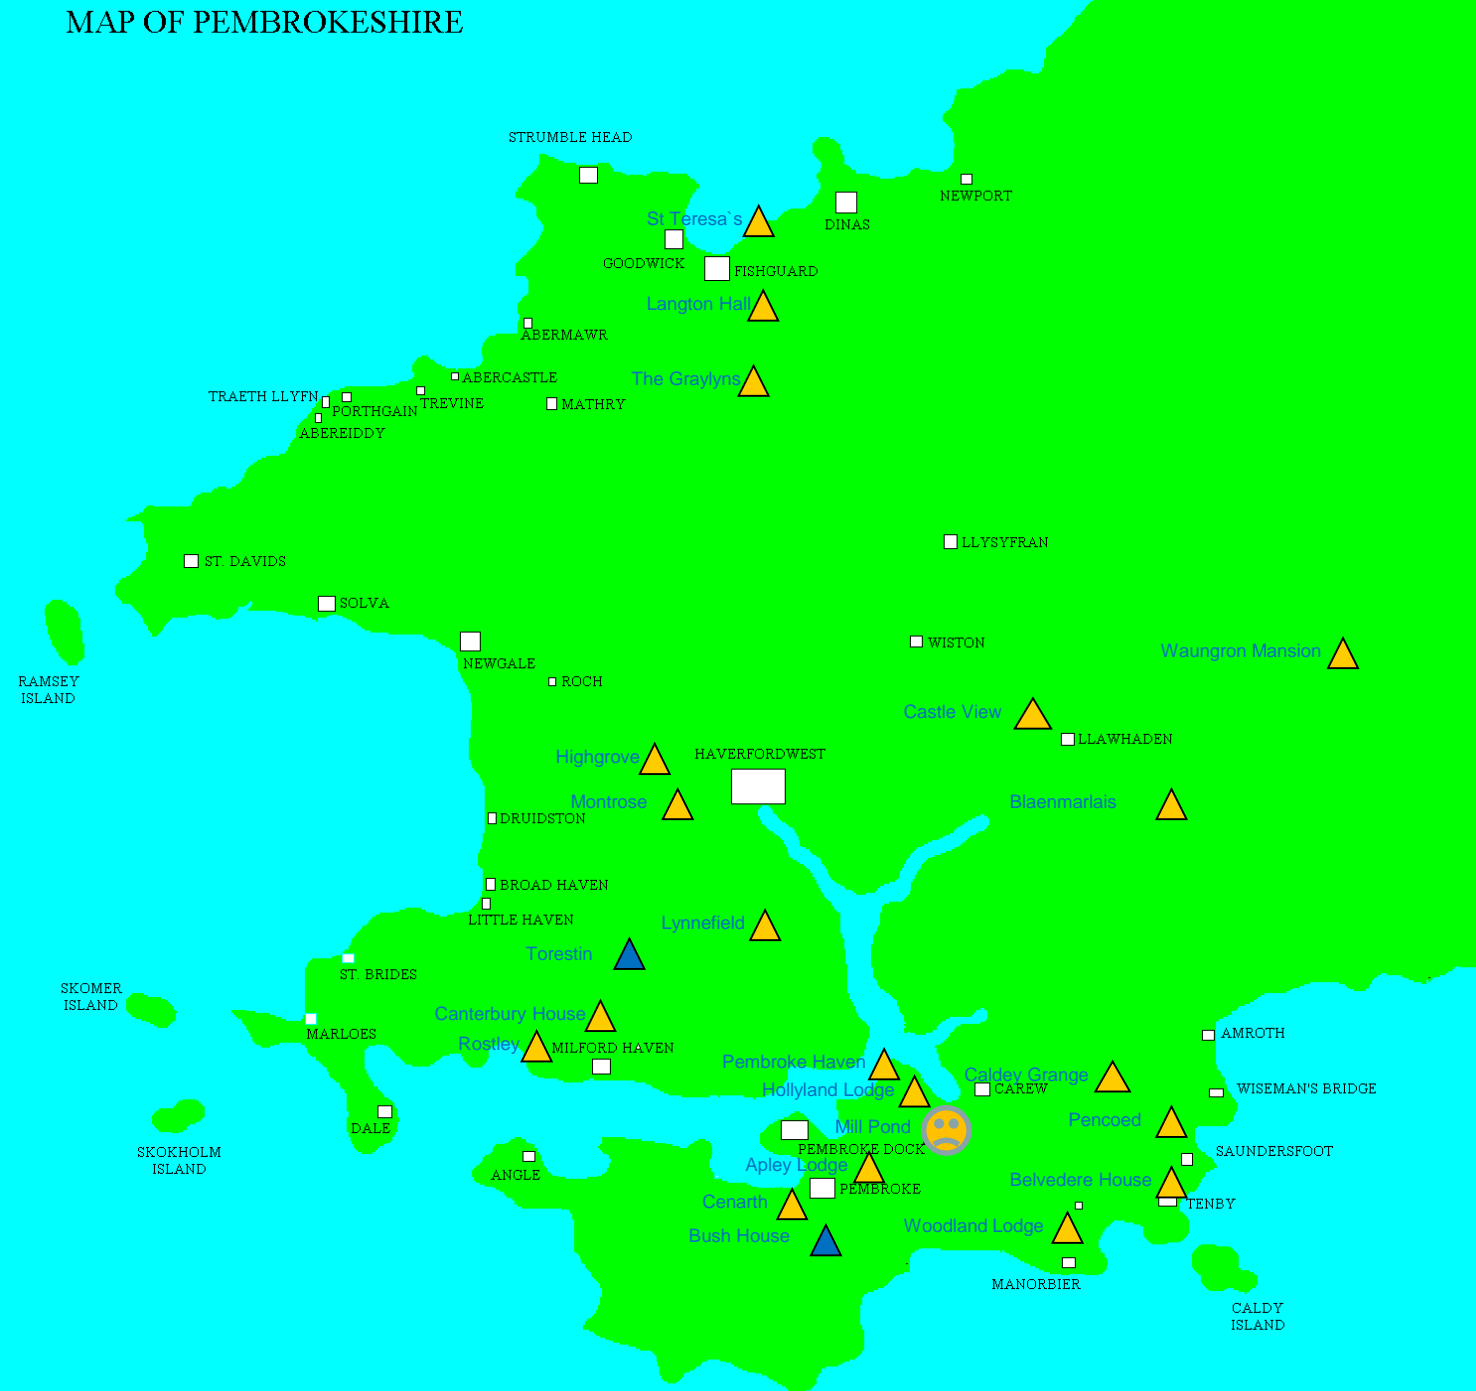 MAP OF PEMBROKESHIRE
STRUMBLE HEAD
NEWPORT
St Teresa`s
DINAS
GOODWICK
FISHGUARD
Langton Hall
ABERMAWR
ABERCASTLE
The Graylyns
TRAETH LLYFN
PORTHGAIN
TREVINE
MATHRY
ABEREIDDY
LLYSYFRAN
ST. DAVIDS
SOLVA
WISTON
Waungron Mansion
NEWGALE
RAMSEY
ISLAND
ROCH
Castle View
LLAWHADEN
HAVERFORDWEST
Highgrove
Montrose
Blaenmarlais
DRUIDSTON
BROAD HAVEN
LITTLE HAVEN
Lynnefield
Torestin
ST. BRIDES
SKOMER
ISLAND
Canterbury House
MARLOES
Rostley
MILFORD HAVEN
AMROTH
Pembroke Haven
Caldey Grange
Hollyland Lodge
CAREW
WISEMAN'S BRIDGE
DALE
Mill Pond
Pencoed
PEMBROKE DOCK
SKOKHOLM
ISLAND
SAUNDERSFOOT
Apley Lodge
ANGLE
Belvedere House
PEMBROKE
Cenarth
TENBY
Woodland Lodge
Bush House
MANORBIER
CALDY
ISLAND